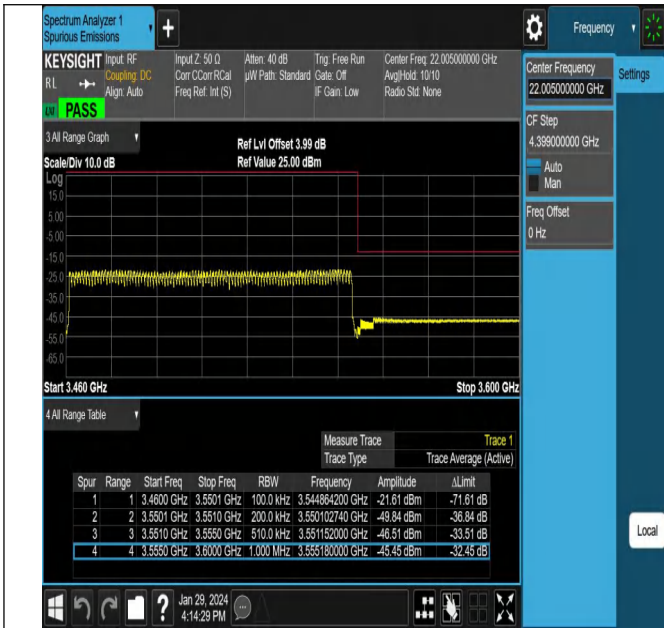 Spectrum Analyzer 1
Spurious Emissions
Frequency
KEYSIGHT
RL
PASS
Input: RF
Coupling: DC
Align: Auto
Input Z: 50 Ω
Corr CCorr RCal
Freq Ref: Int (S)
Atten: 40 dB
µW Path: Standard
Trig: Free Run
Gate: Off
IF Gain: Low
Center Freq: 22.005000000 GHz
Avg|Hold: 10/10
Radio Std: None
Center Frequency
22.005000000 GHz
Settings
CF Step
4.399000000 GHz
Auto
Man
Freq Offset
0 Hz
3 All Range Graph
Scale/Div 10.0 dB
Ref Lvl Offset 3.99 dB
Ref Value 25.00 dBm
Log
15.0
5.00
-5.00
-15.0
-25.0
-35.0
-45.0
-55.0
-65.0
Start 3.460 GHz
Stop 3.600 GHz
4 All Range Table
Measure Trace Trace 1
Trace Type Trace Average (Active)
Spur Range Start Freq Stop Freq RBW Frequency Amplitude ΔLimit
1 1 3.4600 GHz 3.5501 GHz 100.0 kHz 3.544864200 GHz -21.61 dBm -71.61 dB
2 2 3.5501 GHz 3.5510 GHz 200.0 kHz 3.550102740 GHz -49.84 dBm -36.84 dB
3 3 3.5510 GHz 3.5550 GHz 510.0 kHz 3.551152000 GHz -46.51 dBm -33.51 dB
4 4 3.5550 GHz 3.6000 GHz 1.000 MHz 3.555180000 GHz -45.45 dBm -32.45 dB
Local
Jan 29, 2024
4:14:29 PM